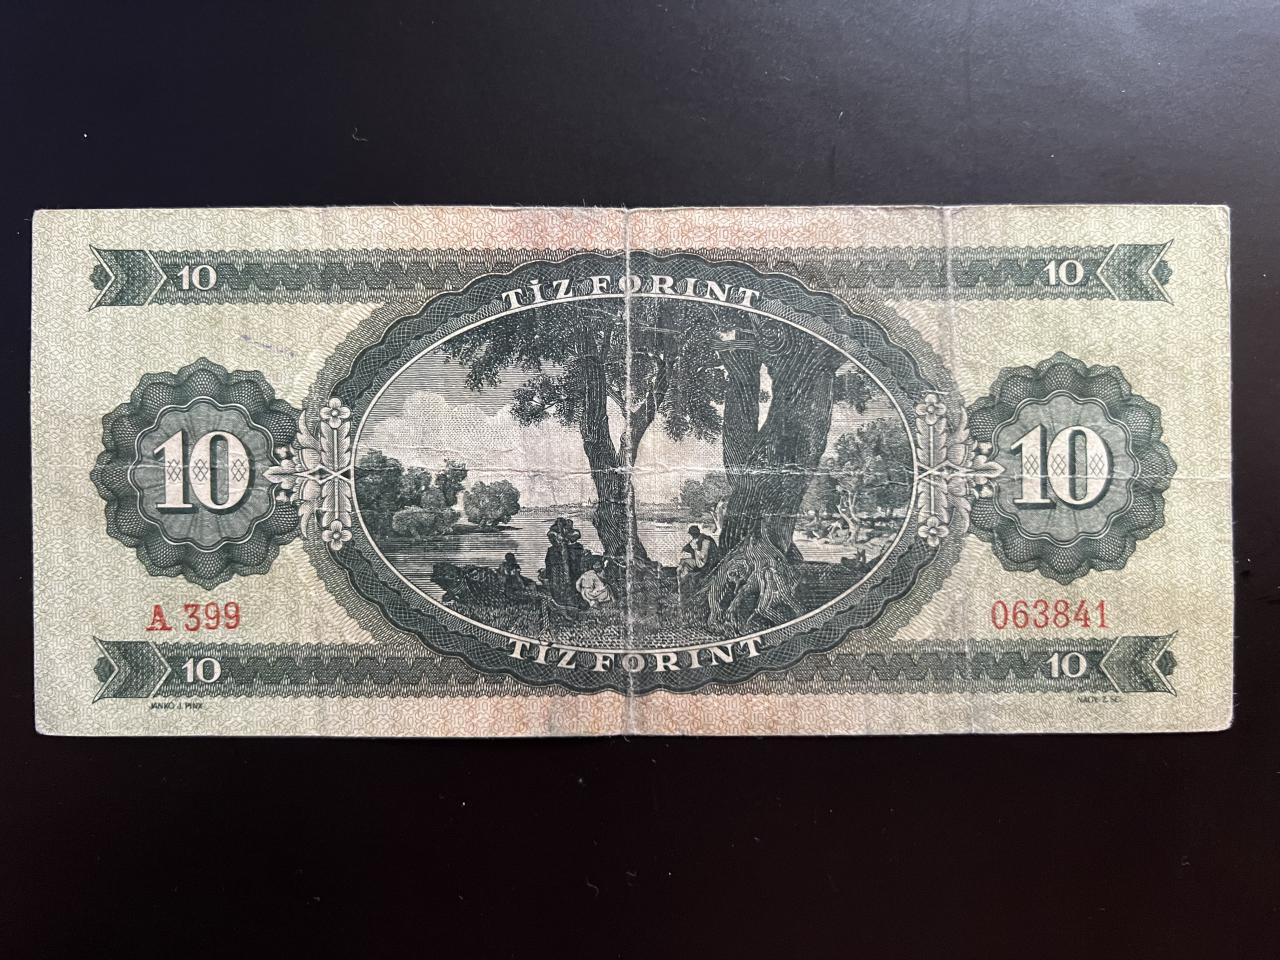 10 10
TÍZ FORINT
10 10
A 399 063841
TÍZ FORINT
10 10
JANKÓ J. PINX NAGY Z. SC.